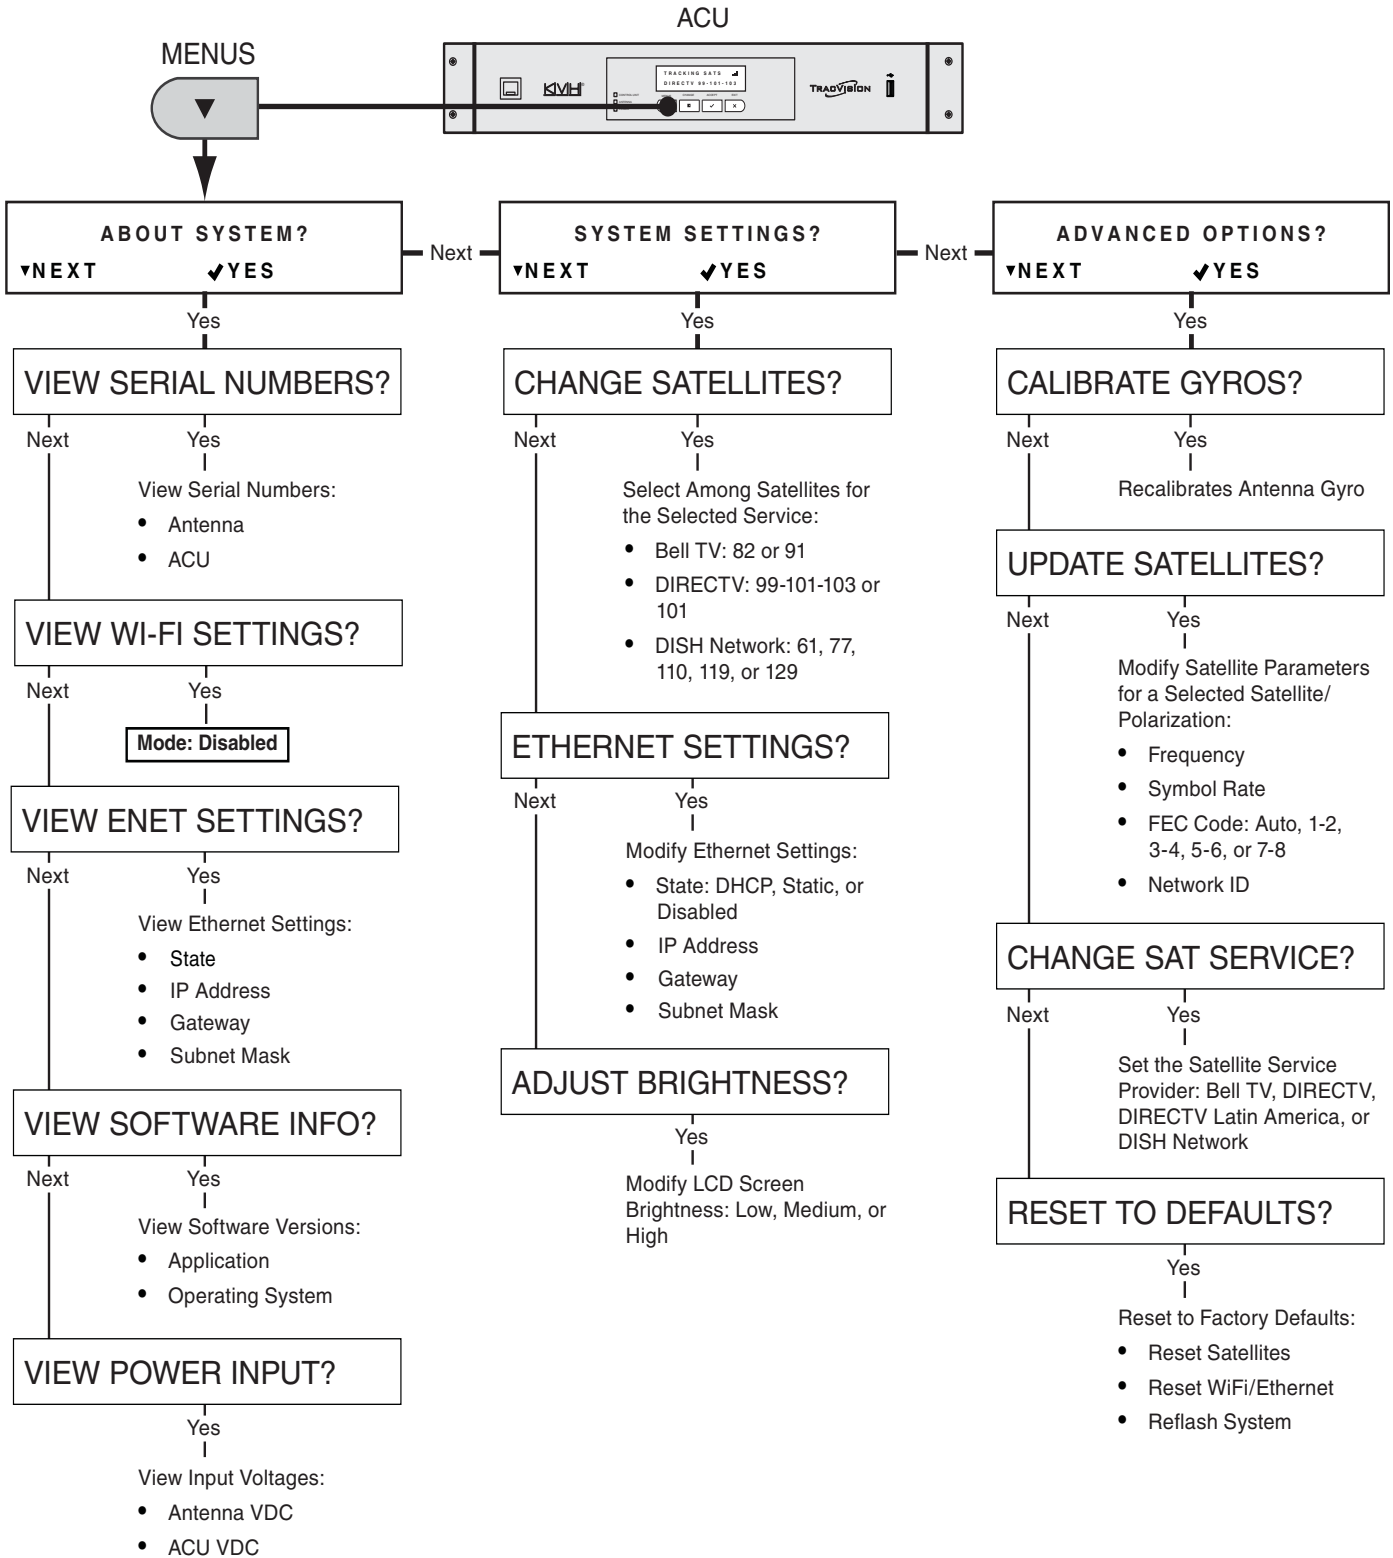 ACU
MENUS
TRACKING SATS
DIRECTV 99-101-103
KVH
TRACVISION
ABOUT SYSTEM?
▼NEXT ✔YES
Next
SYSTEM SETTINGS?
▼NEXT ✔YES
Next
ADVANCED OPTIONS?
▼NEXT ✔YES
Yes
VIEW SERIAL NUMBERS?
Next
Yes
View Serial Numbers:
• Antenna
• ACU
VIEW WI-FI SETTINGS?
Next
Yes
Mode: Disabled
VIEW ENET SETTINGS?
Next
Yes
View Ethernet Settings:
• State
• IP Address
• Gateway
• Subnet Mask
VIEW SOFTWARE INFO?
Next
Yes
View Software Versions:
• Application
• Operating System
VIEW POWER INPUT?
Yes
View Input Voltages:
• Antenna VDC
• ACU VDC
Yes
CHANGE SATELLITES?
Next
Yes
Select Among Satellites for
the Selected Service:
• Bell TV: 82 or 91
• DIRECTV: 99-101-103 or
101
• DISH Network: 61, 77,
110, 119, or 129
ETHERNET SETTINGS?
Next
Yes
Modify Ethernet Settings:
• State: DHCP, Static, or
Disabled
• IP Address
• Gateway
• Subnet Mask
ADJUST BRIGHTNESS?
Yes
Modify LCD Screen
Brightness: Low, Medium, or
High
Yes
CALIBRATE GYROS?
Next
Yes
Recalibrates Antenna Gyro
UPDATE SATELLITES?
Next
Yes
Modify Satellite Parameters
for a Selected Satellite/
Polarization:
• Frequency
• Symbol Rate
• FEC Code: Auto, 1-2,
3-4, 5-6, or 7-8
• Network ID
CHANGE SAT SERVICE?
Next
Yes
Set the Satellite Service
Provider: Bell TV, DIRECTV,
DIRECTV Latin America, or
DISH Network
RESET TO DEFAULTS?
Yes
Reset to Factory Defaults:
• Reset Satellites
• Reset WiFi/Ethernet
• Reflash System